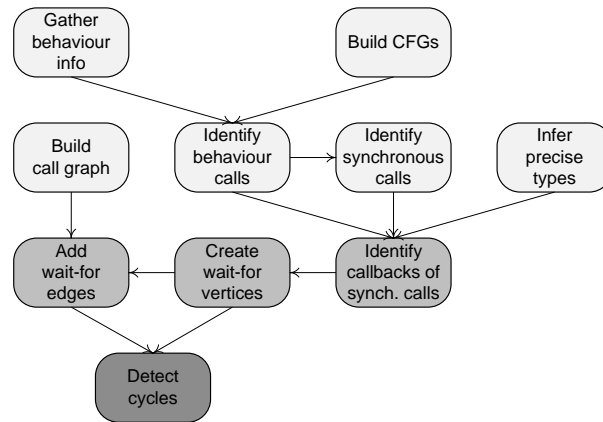 Gather
behaviour
info
Build CFGs
Build
call graph
Identify
behaviour
calls
Identify
synchronous
calls
Infer
precise
types
Add
wait-for
edges
Create
wait-for
vertices
Identify
callbacks of
synch. calls
Detect
cycles